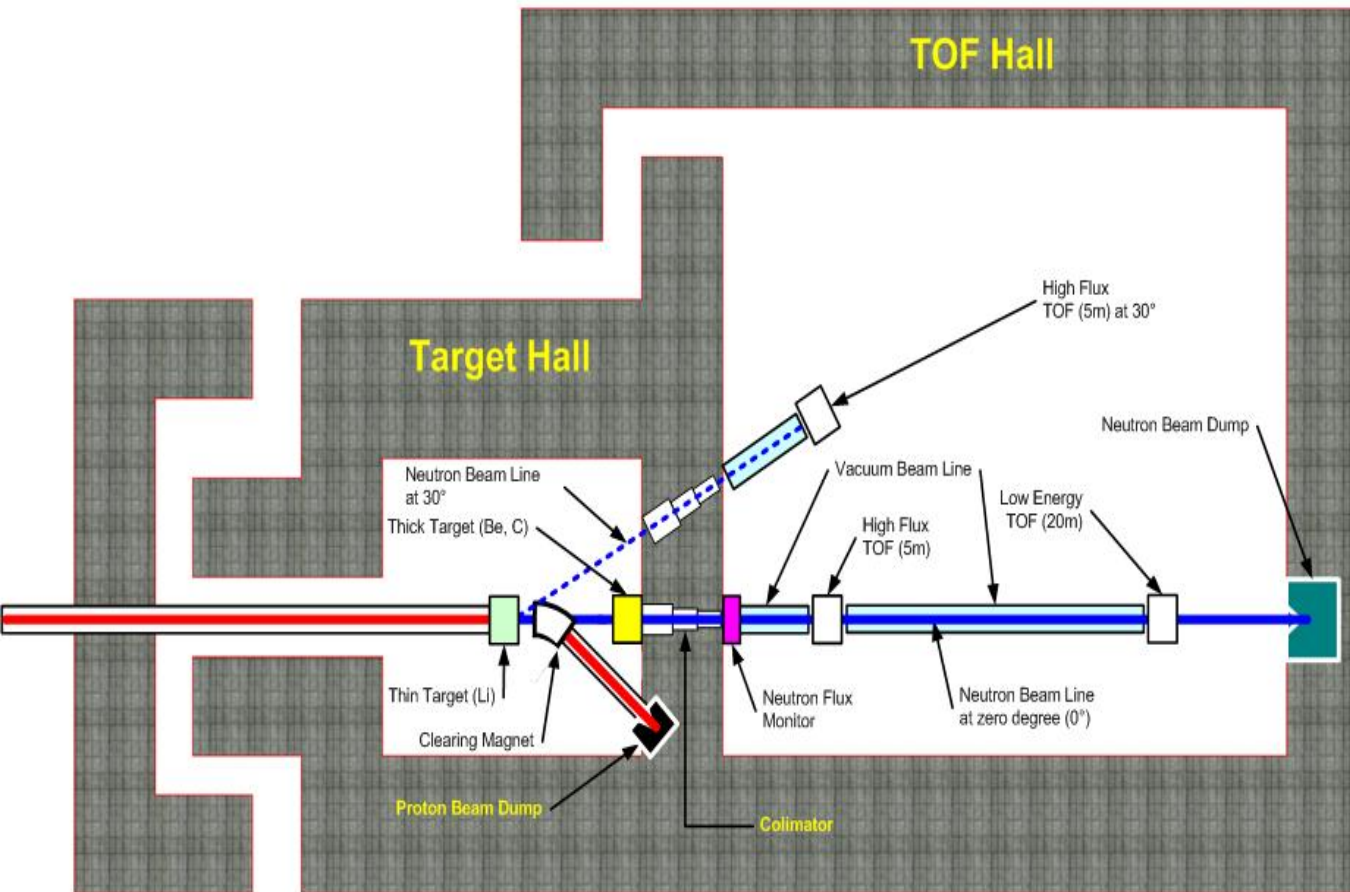 TOF Hall
High Flux
TOF (5m) at 30°
Target Hall
Neutron Beam Dump
Neutron Beam Line
at 30°
Vacuum Beam Line
Thick Target (Be, C)
Low Energy
TOF (20m)
High Flux
TOF (5m)
Thin Target (Li)
Neutron Flux
Monitor
Neutron Beam Line
at zero degree (0°)
Clearing Magnet
Proton Beam Dump
Colimator